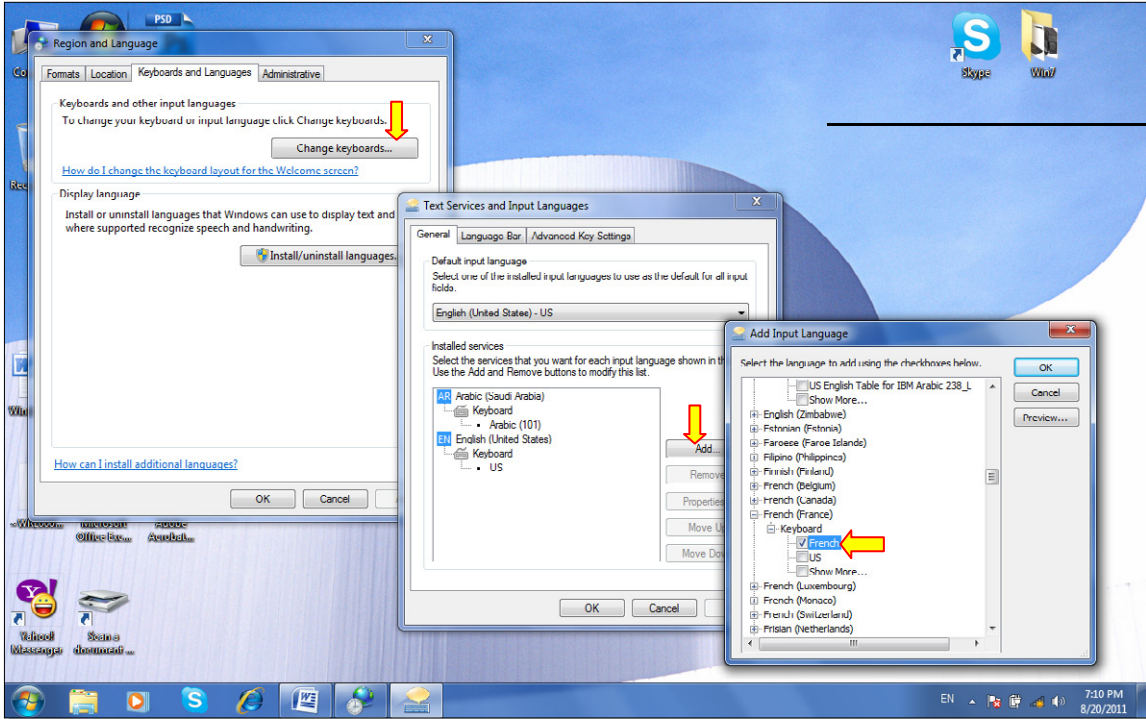 PSD
Region and Language
Formats Location Keyboards and Languages Administrative
Keyboards and other input languages
To change your keyboard or input language click Change keyboards.
Change keyboards...
How do I change the keyboard layout for the Welcome screen?
Display language
Install or uninstall languages that Windows can use to display text and
where supported recognize speech and handwriting.
Install/uninstall languages...
How can I install additional languages?
OK Cancel
Text Services and Input Languages
General Language Bar Advanced Key Settings
Default input language
Select one of the installed input languages to use as the default for all input
fields.
English (United States) - US
Installed services
Select the services that you want for each input language shown in th
Use the Add and Remove buttons to modify this list.
AR Arabic (Saudi Arabia)
Keyboard
Arabic (101)
EN English (United States)
Keyboard
US
Add...
Remove
Properties
Move U
Move Dow
OK Cancel
Add Input Language
Select the language to add using the checkboxes below.
US English Table for IBM Arabic 238_L
Show More...
English (Zimbabwe)
Estonian (Estonia)
Faroese (Faroe Islands)
Filipino (Philippines)
Finnish (Finland)
French (Belgium)
French (Canada)
French (France)
Keyboard
French
US
Show More...
French (Luxembourg)
French (Monaco)
French (Switzerland)
Frisian (Netherlands)
OK
Cancel
Preview...
Skype
Win7
Microsoft
Office Exc...
Adobe
Acrobat...
Yahoo!
Messenger
Scan a
document ...
EN
7:10 PM
8/20/2011